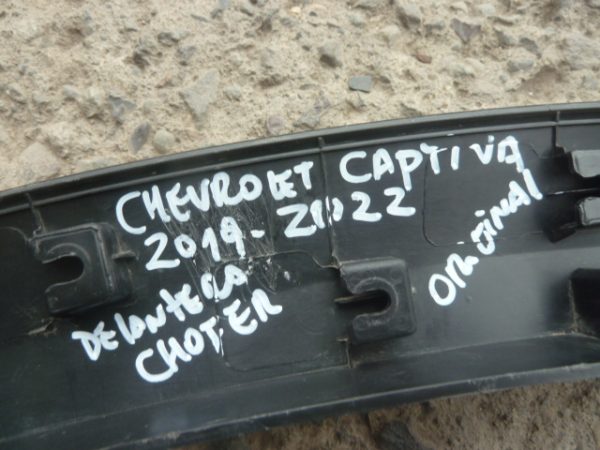 CHEVROLET CAPTIVA
2019-2022
DELANTERA
CHOFER
ORIGINAL